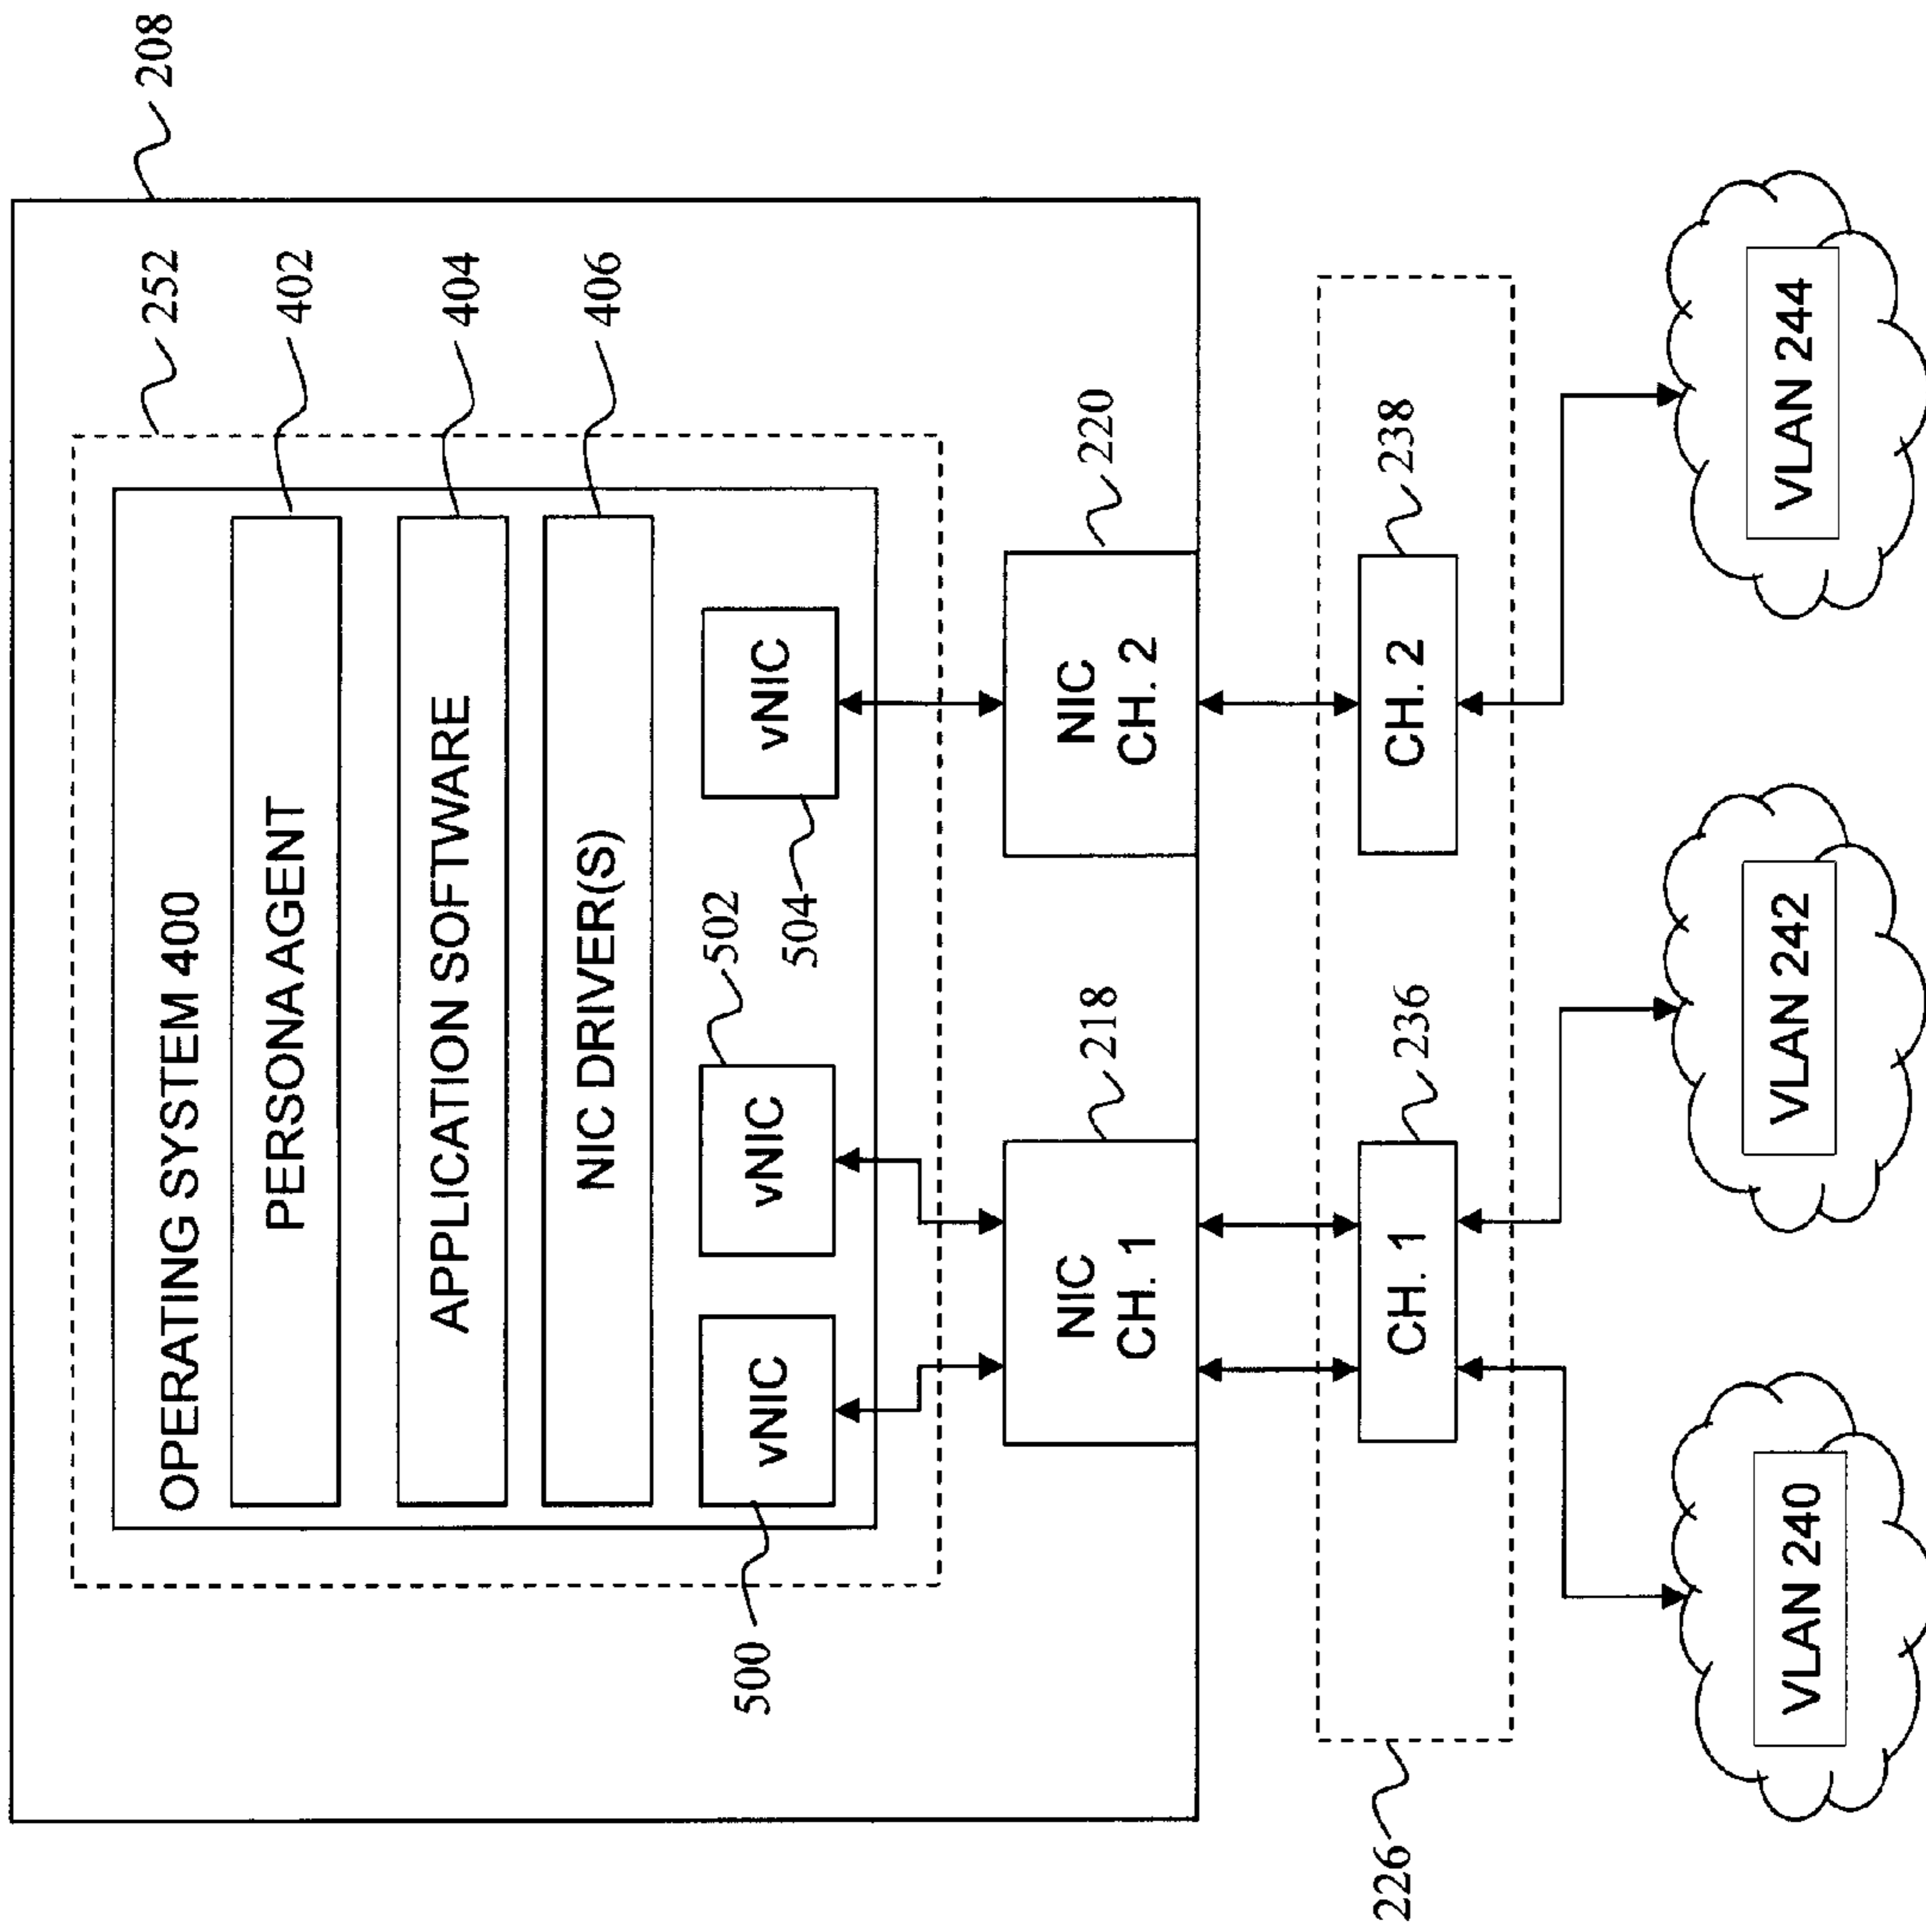 208
252
OPERATING SYSTEM 400
PERSONA AGENT
402
APPLICATION SOFTWARE
404
NIC DRIVER(S)
406
vNIC
vNIC
vNIC
500
502
504
NIC
CH. 1
218
NIC
CH. 2
220
CH. 1
236
CH. 2
238
226
VLAN 240
VLAN 242
VLAN 244